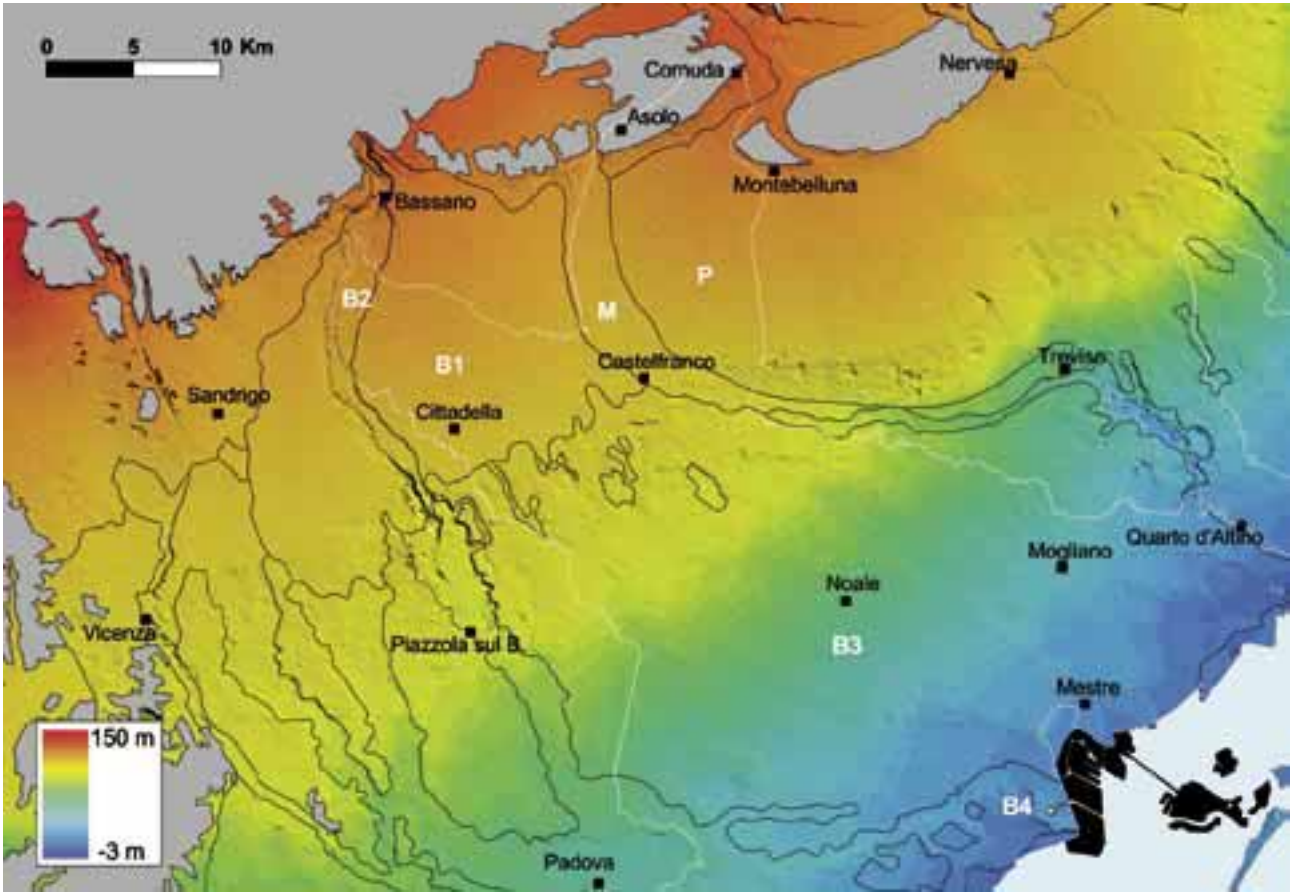 0 5 10 Km
Cornuda
Nervesa
Asolo
Montebelluna
Bassano
P
B2
M
B1
Castelfranco
Treviso
Sandrigo
Cittadella
Quarto d'Altino
Mogliano
Noale
Vicenza
Piazzola sul B.
B3
Mestre
150 m
B4
-3 m
Padova